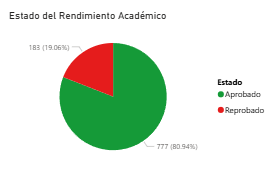 Estado del Rendimiento Académico
183 (19.06%)
Estado
Aprobado
Reprobado
777 (80.94%)